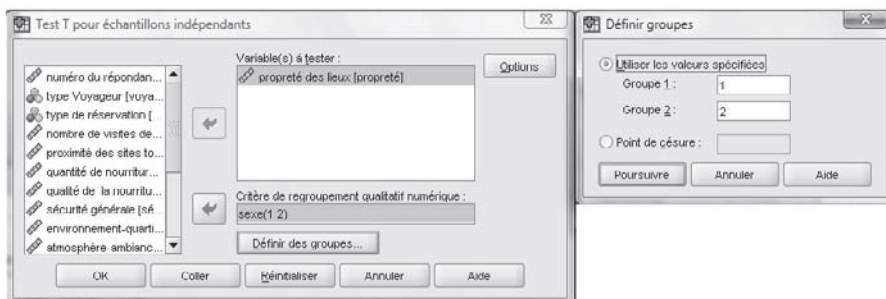 Test T pour échantillons indépendants
numéro du répondan...
type Voyageur [voya...
type de réservation [...
nombre de visites de...
proximité des sites to...
quantité de nourritur...
qualité de la nourritu...
sécurité générale [sé...
environnement-quarti...
atmosphère-ambianc...
Variable(s) à tester :
propreté des lieux [propreté]
Options
Critère de regroupement qualitatif numérique :
sexe(1 2)
Définir des groupes...
OK
Coller
Réinitialiser
Annuler
Aide
Définir groupes
Utiliser les valeurs spécifiées
Groupe 1 :
1
Groupe 2 :
2
Point de césure :
Poursuivre
Annuler
Aide